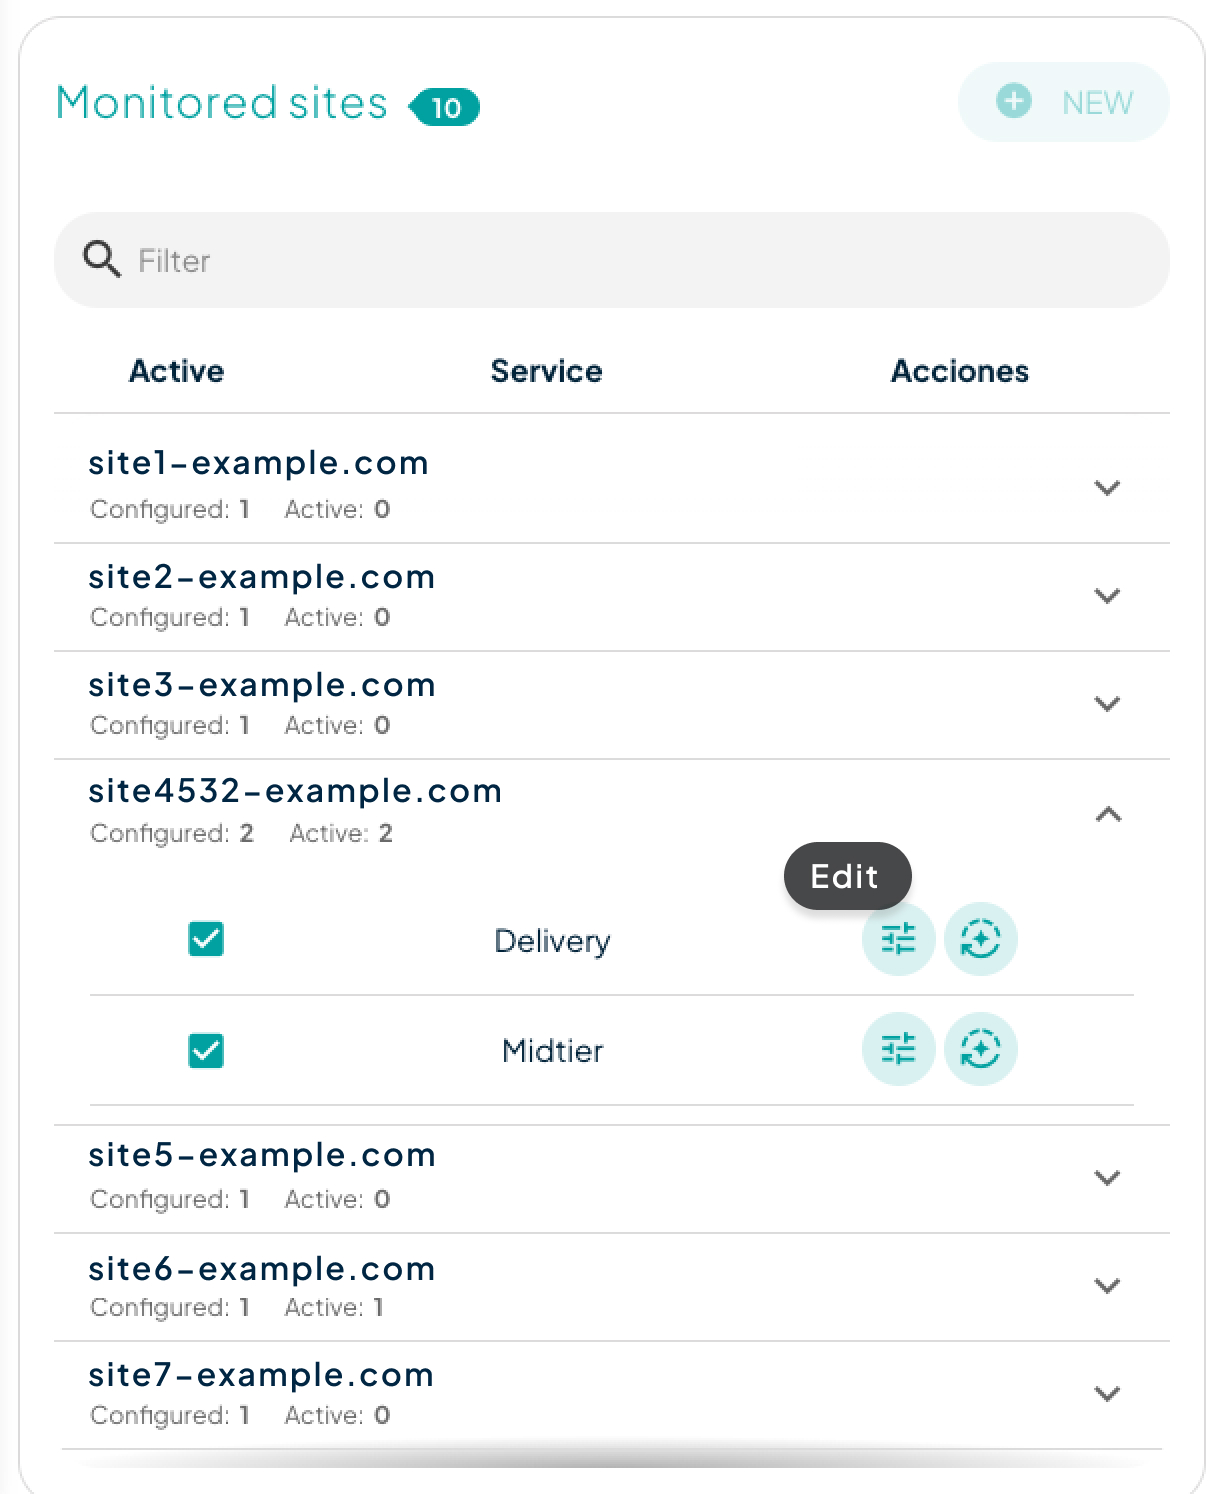 Monitored sites 10
NEW
Filter
Active Service Acciones
site1-example.com
Configured: 1 Active: 0
site2-example.com
Configured: 1 Active: 0
site3-example.com
Configured: 1 Active: 0
site4532-example.com
Configured: 2 Active: 2
Edit
Delivery
Midtier
site5-example.com
Configured: 1 Active: 0
site6-example.com
Configured: 1 Active: 1
site7-example.com
Configured: 1 Active: 0